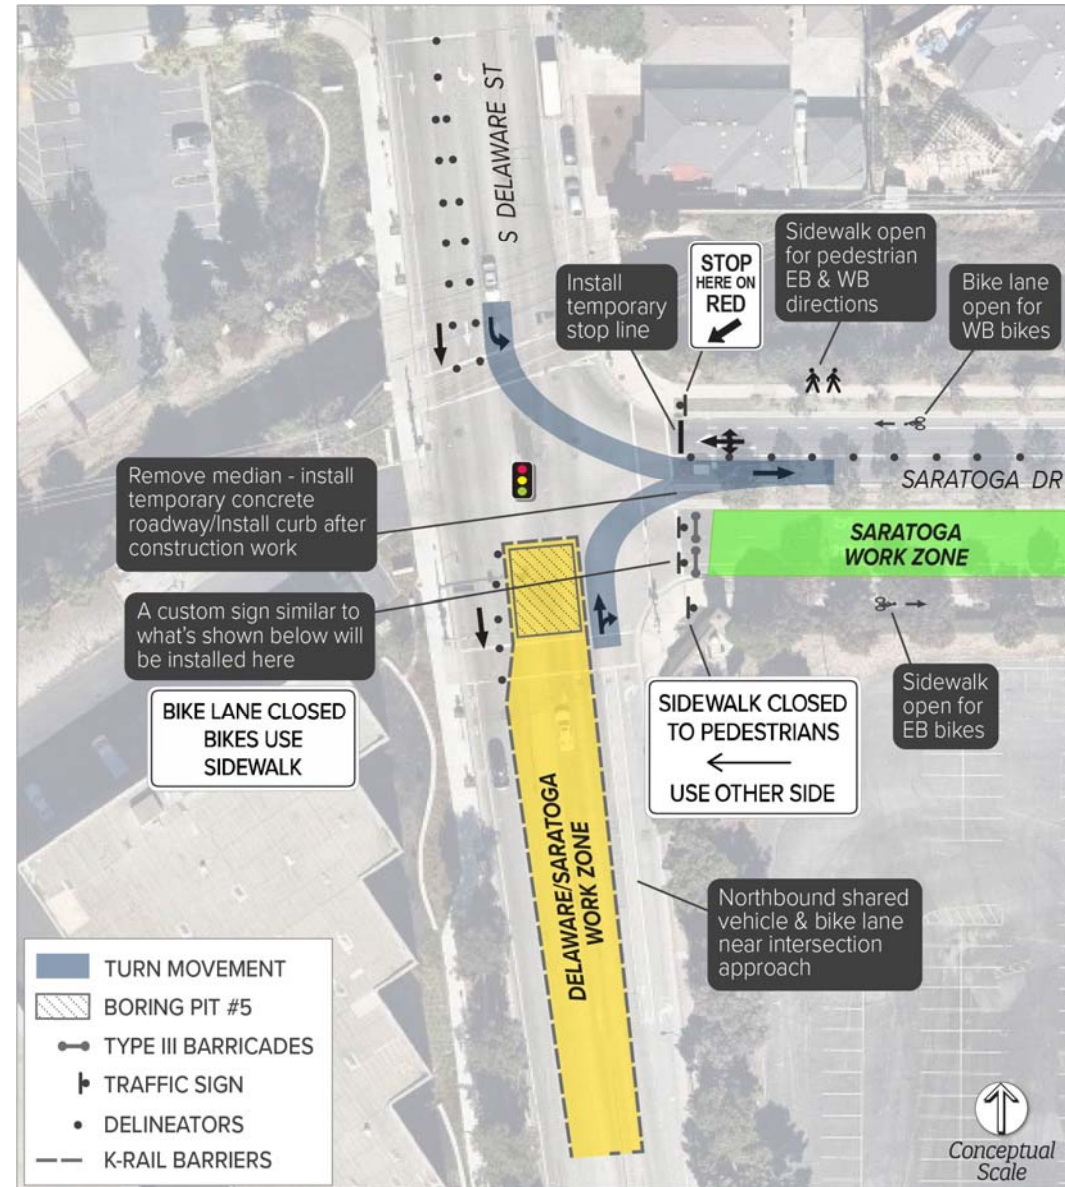 S DELAWARE ST
STOP
HERE ON
RED
Sidewalk open
for pedestrian
EB & WB
directions
Install
temporary
stop line
Bike lane
open for
WB bikes
Remove median - install
temporary concrete
roadway/Install curb after
construction work
SARATOGA DR
SARATOGA
WORK ZONE
A custom sign similar to
what's shown below will
be installed here
BIKE LANE CLOSED
BIKES USE
SIDEWALK
SIDEWALK CLOSED
TO PEDESTRIANS
USE OTHER SIDE
Sidewalk
open for
EB bikes
DELAWARE/SARATOGA
WORK ZONE
Northbound shared
vehicle & bike lane
near intersection
approach
TURN MOVEMENT
BORING PIT #5
TYPE III BARRICADES
TRAFFIC SIGN
DELINEATORS
K-RAIL BARRIERS
Conceptual
Scale